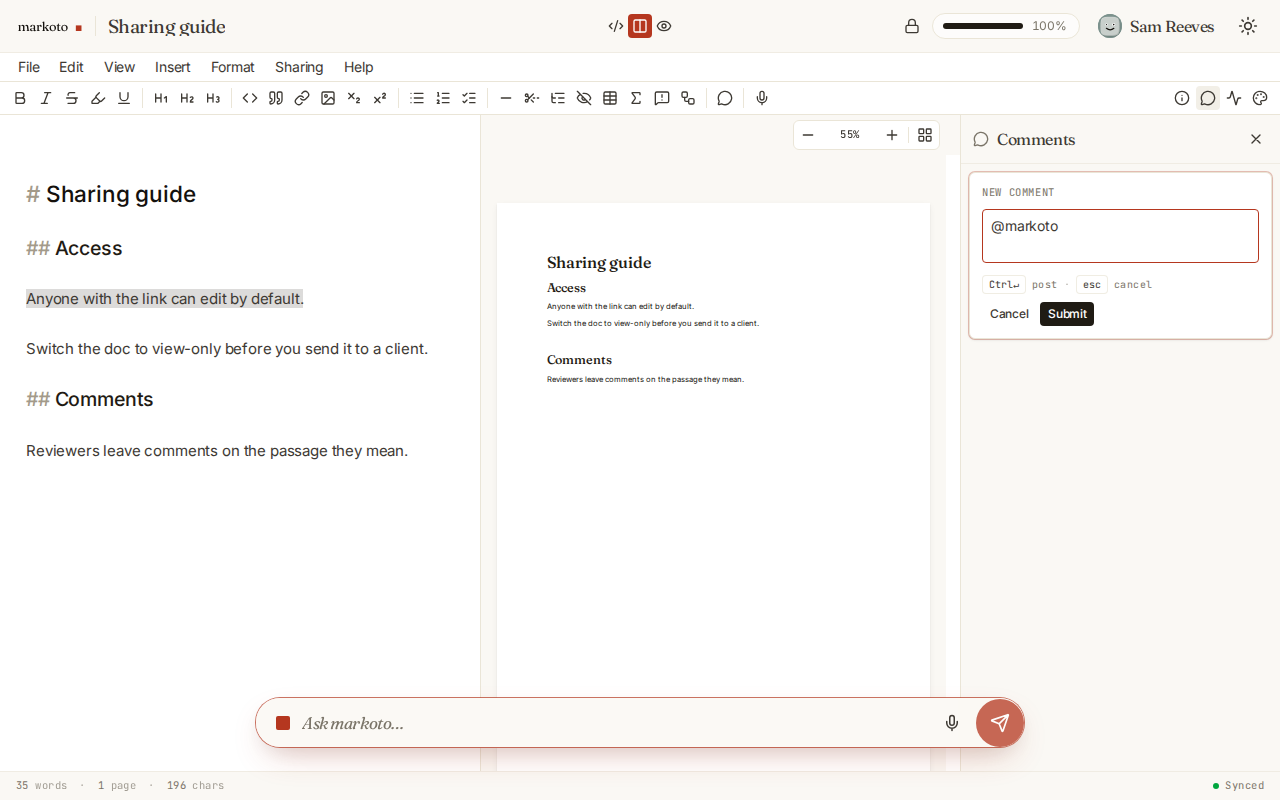 markoto
Sharing guide
100%
Sam Reeves
File Edit View Insert Format Sharing Help
H1 H2 H3
x2 x2
55%
Comments
# Sharing guide
## Access
Anyone with the link can edit by default.
Switch the doc to view-only before you send it to a client.
## Comments
Reviewers leave comments on the passage they mean.
Sharing guide
Access
Anyone with the link can edit by default.
Switch the doc to view-only before you send it to a client.
Comments
Reviewers leave comments on the passage they mean.
NEW COMMENT
@markoto
Ctrl↵ post · esc cancel
Cancel Submit
Ask markoto...
35 words · 1 page · 196 chars
Synced